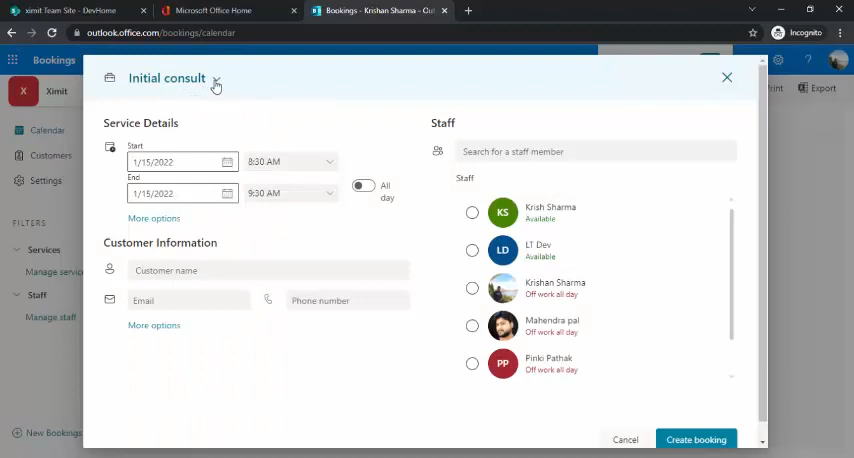 ximit Team Site - DevHome
Microsoft Office Home
Bookings - Krishan Sharma - Out
outlook.office.com/bookings/calendar
Incognito
Bookings
X
Ximit
Print
Export
Calendar
Customers
Settings
FILTERS
Services
Manage service
Staff
Manage staff
New Bookings
Initial consult
Service Details
Start
1/15/2022
8:30 AM
End
1/15/2022
9:30 AM
All day
More options
Customer Information
Customer name
Email
Phone number
More options
Staff
Search for a staff member
Staff
KS
Krish Sharma
Available
LD
LT Dev
Available
Krishan Sharma
Off work all day
Mahendra pal
Off work all day
PP
Pinki Pathak
Off work all day
Cancel
Create booking